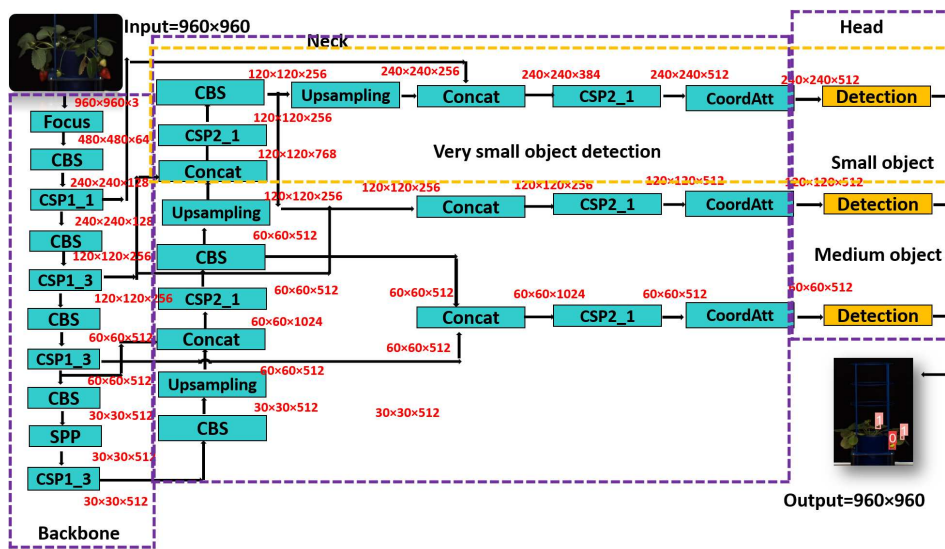 Input=960×960
Neck
Head
960×960×3
Focus
480×480×64
CBS
240×240×128
CSP1_1
240×240×128
CBS
120×120×256
CSP1_3
120×120×256
CBS
60×60×512
CSP1_3
60×60×512
CBS
30×30×512
SPP
30×30×512
CSP1_3
30×30×512
Backbone
CBS
120×120×256
Upsampling
240×240×256
Concat
240×240×384
CSP2_1
240×240×512
CoordAtt
240×240×512
Detection
120×120×256
CSP2_1
120×120×768
Concat
Very small object detection
Small object
120×120×256
Upsampling
120×120×256
Concat
120×120×256
CSP2_1
120×120×512
CoordAtt
120×120×512
Detection
60×60×512
CBS
Medium object
60×60×512
CSP2_1
60×60×512
Concat
60×60×1024
CSP2_1
60×60×512
CoordAtt
60×60×512
Detection
60×60×1024
Concat
60×60×512
60×60×512
Upsampling
30×30×512
30×30×512
CBS
1
0
1
Output=960×960